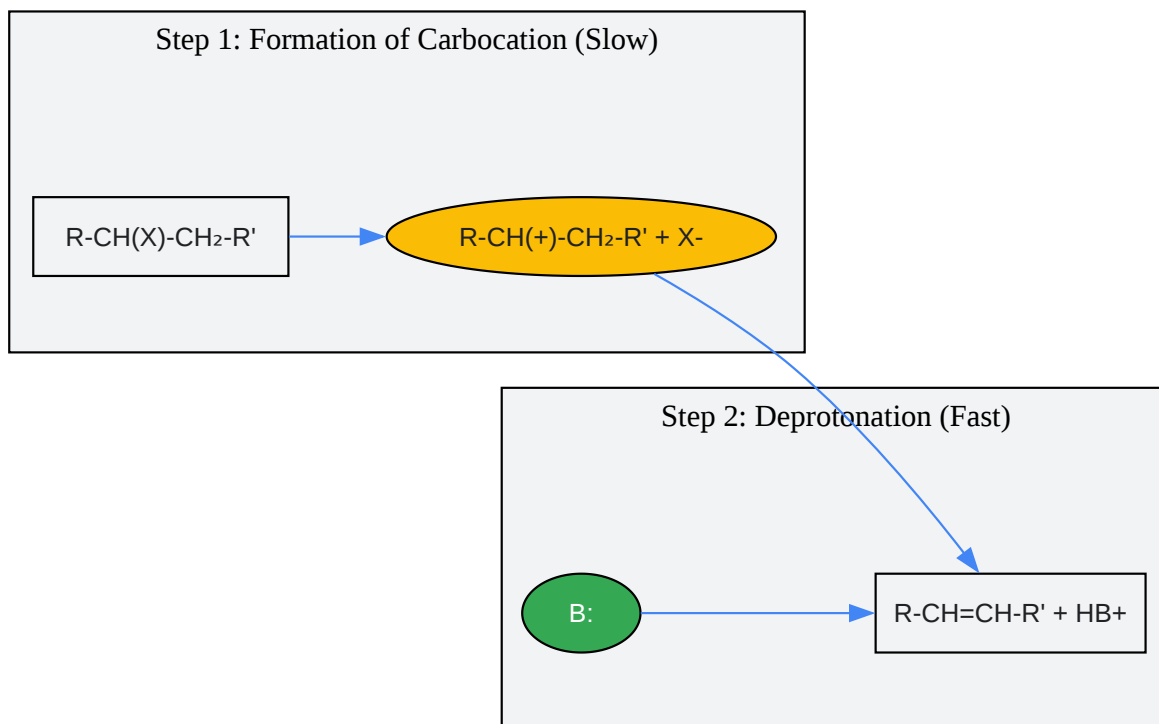 Step 1: Formation of Carbocation (Slow)
R-CH(X)-CH₂-R'
R-CH(+)-CH₂-R' + X-
Step 2: Deprotonation (Fast)
B:
R-CH=CH-R' + HB+